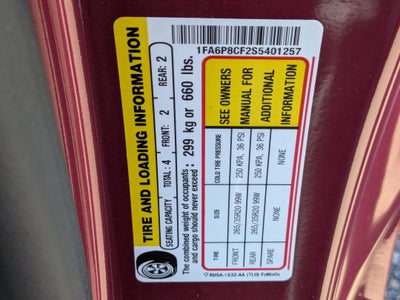 1FA6P8CF2S5401257
TIRE AND LOADING INFORMATION
SEATING CAPACITY TOTAL: 4 FRONT: 2 REAR: 2
The combined weight of occupants and cargo should never exceed: 299 kg or 660 lbs.
TIRE SIZE COLD TIRE PRESSURE
FRONT 265/35R20 99W 250 KPA, 36 PSI
REAR 265/35R20 99W 250 KPA, 36 PSI
SPARE NONE NONE
SEE OWNERS
MANUAL FOR
ADDITIONAL
INFORMATION